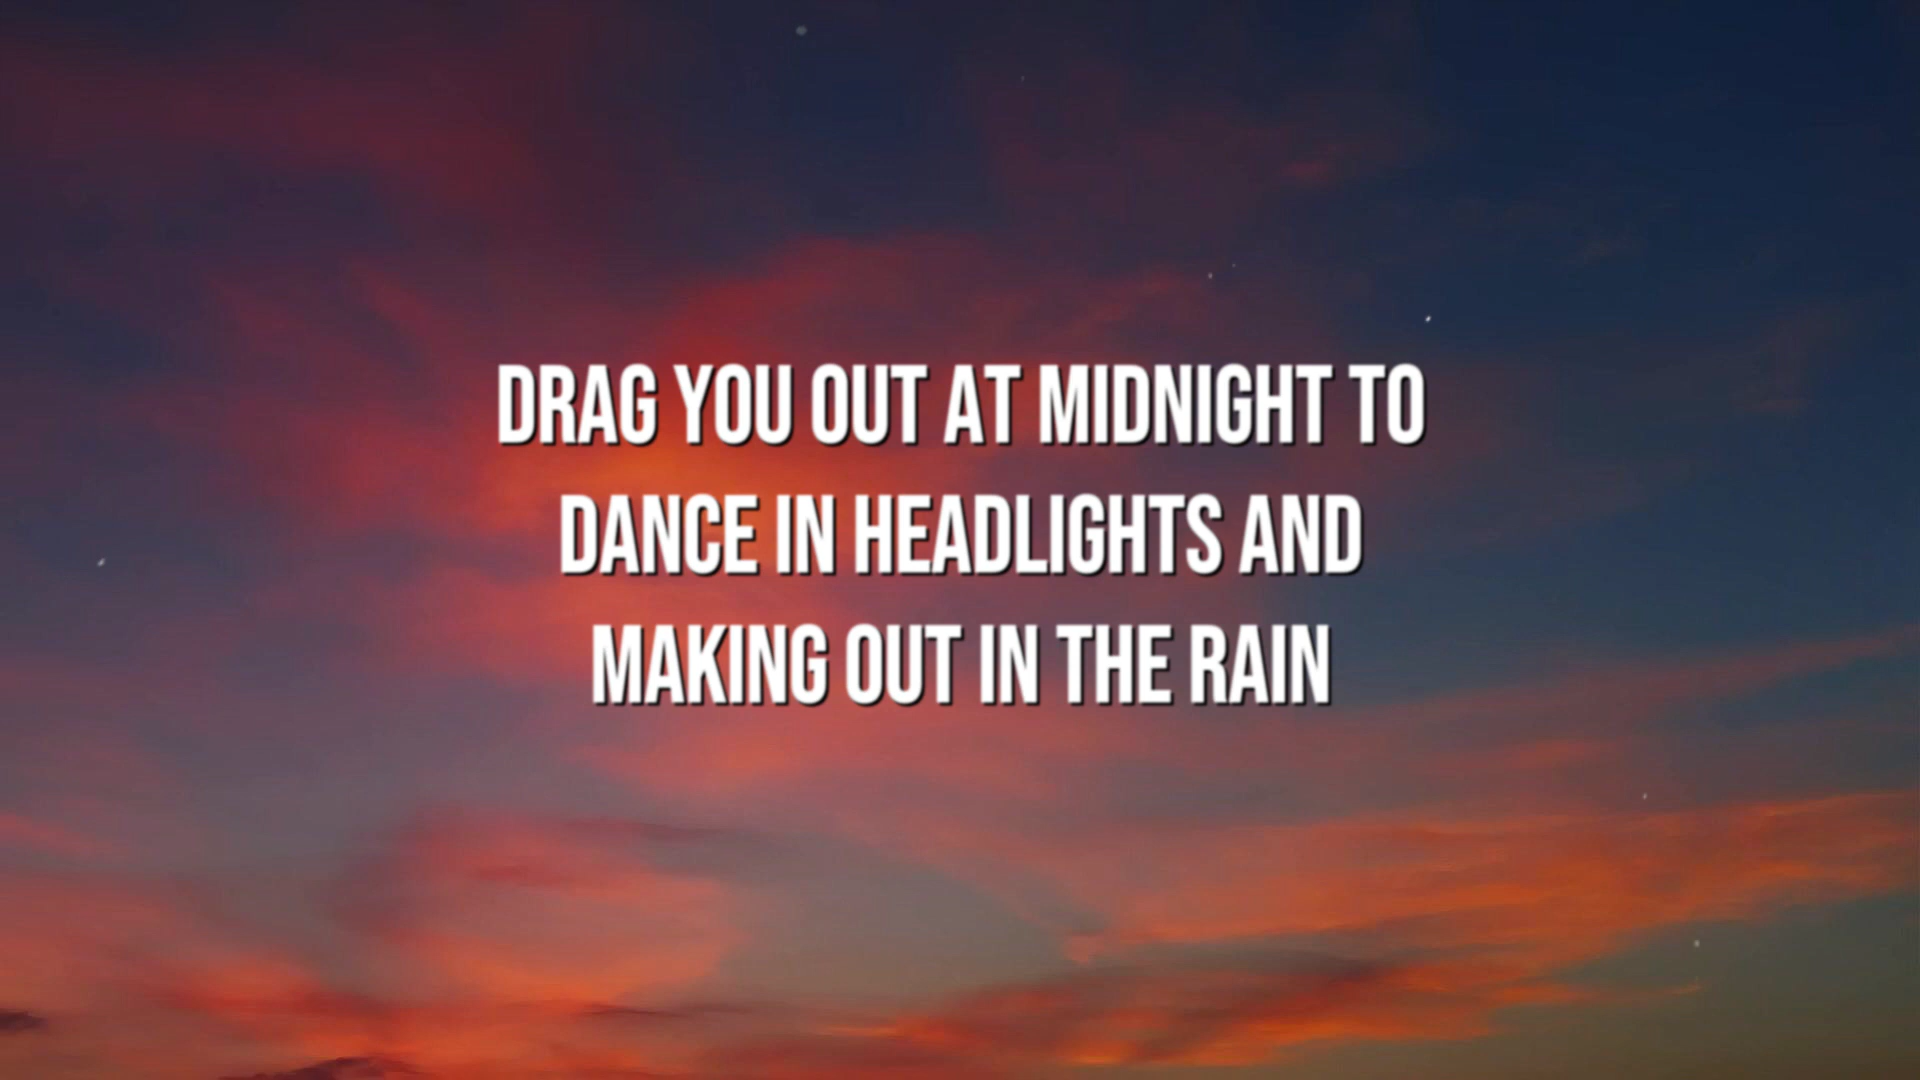 DRAG YOU OUT AT MIDNIGHT TO
DANCE IN HEADLIGHTS AND
MAKING OUT IN THE RAIN